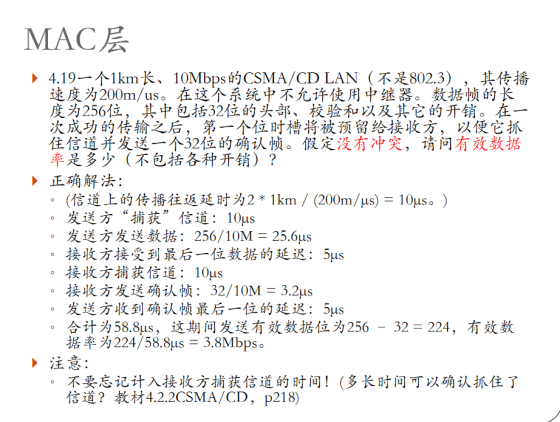 MAC层
4.19一个1km长、10Mbps的CSMA/CD LAN（不是802.3），其传播
速度为200m/us。在这个系统中不允许使用中继器。数据帧的长
度为256位，其中包括32位的头部、校验和以及其它的开销。在一
次成功的传输之后，第一个位时槽将被预留给接收方，以便它抓
住信道并发送一个32位的确认帧。假定没有冲突，请问有效数据
率是多少（不包括各种开销）？
正确解法：
(信道上的传播往返延时为2 * 1km / (200m/μs) = 10μs。)
发送方“捕获”信道：10μs
发送方发送数据：256/10M = 25.6μs
接收方接受到最后一位数据的延迟：5μs
接收方捕获信道：10μs
接收方发送确认帧：32/10M = 3.2μs
发送方收到确认帧最后一位的延迟：5μs
合计为58.8μs，这期间发送有效数据位为256 – 32 = 224，有效数
据率为224/58.8μs = 3.8Mbps。
注意：
不要忘记计入接收方捕获信道的时间！(多长时间可以确认抓住了
信道？教材4.2.2CSMA/CD，p218)